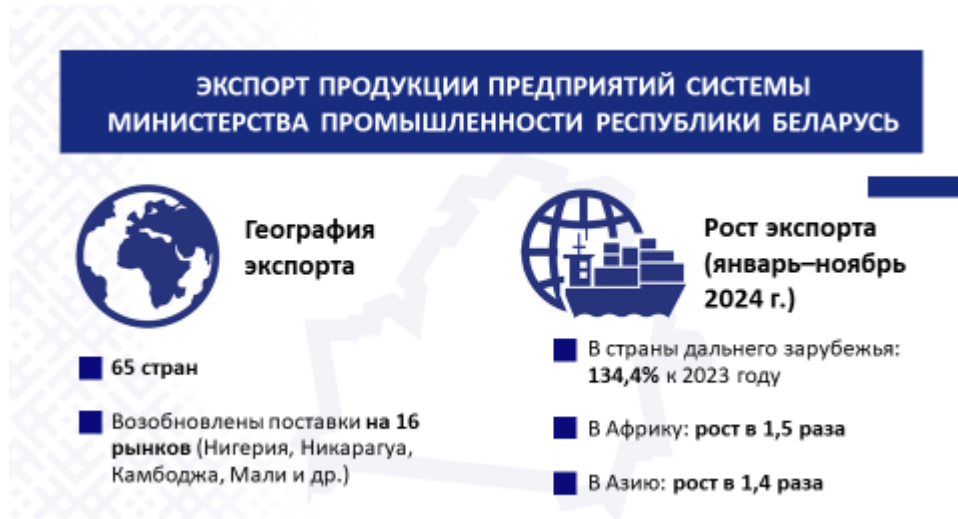 ЭКСПОРТ ПРОДУКЦИИ ПРЕДПРИЯТИЙ СИСТЕМЫ
МИНИСТЕРСТВА ПРОМЫШЛЕННОСТИ РЕСПУБЛИКИ БЕЛАРУСЬ
География
экспорта
65 стран
Возобновлены поставки на 16
рынков (Нигерия, Никарагуа,
Камбоджа, Мали и др.)
Рост экспорта
(январь–ноябрь
2024 г.)
В страны дальнего зарубежья:
134,4% к 2023 году
В Африку: рост в 1,5 раза
В Азию: рост в 1,4 раза